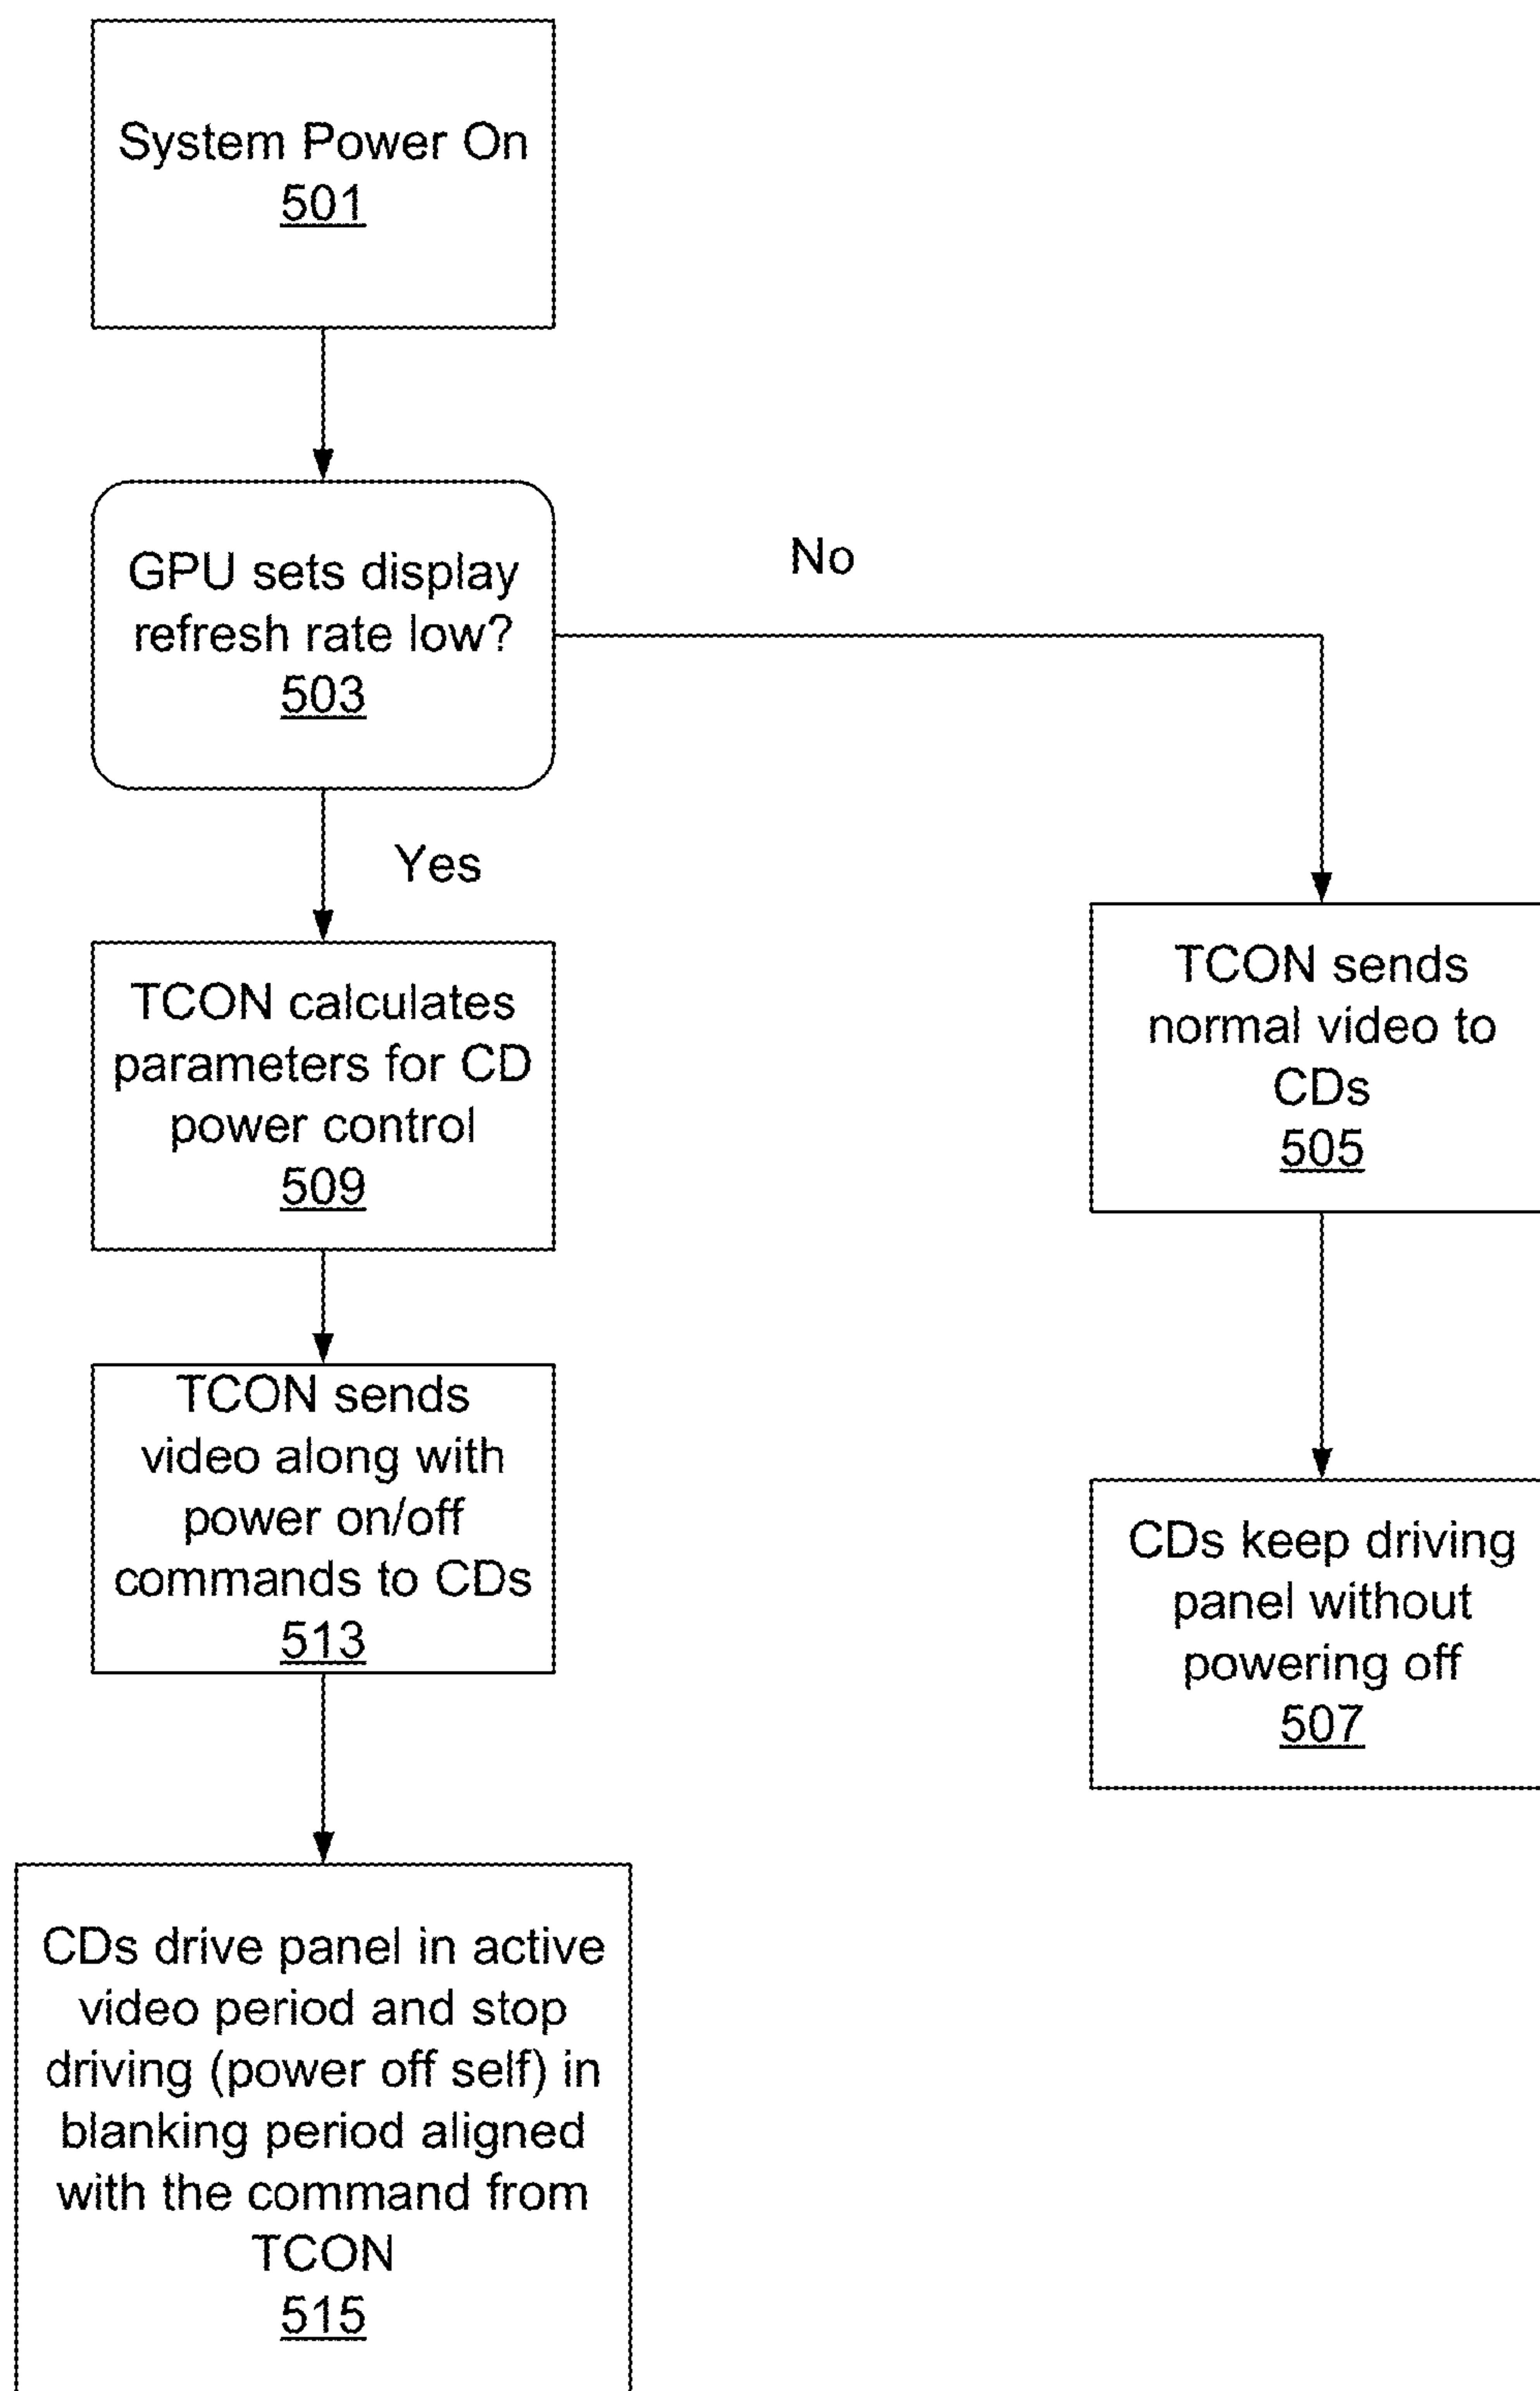 System Power On
501
GPU sets display
refresh rate low?
503
No
Yes
TCON calculates
parameters for CD
power control
509
TCON sends
normal video to
CDs
505
TCON sends
video along with
power on/off
commands to CDs
513
CDs keep driving
panel without
powering off
507
CDs drive panel in active
video period and stop
driving (power off self) in
blanking period aligned
with the command from
TCON
515